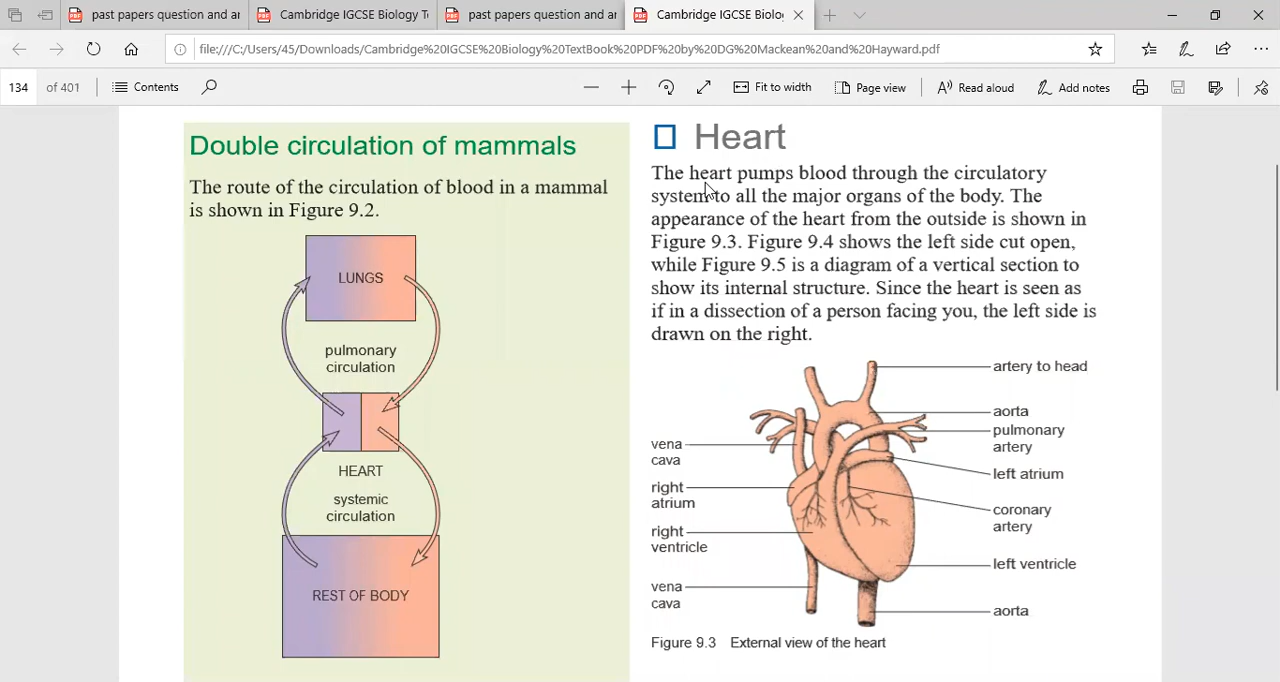 past papers question and ar
Cambridge IGCSE Biology T
past papers question and ar
Cambridge IGCSE Biolo
file:///C:/Users/45/Downloads/Cambridge%20IGCSE%20Biology%20TextBook%20PDF%20by%20DG%20Mackean%20and%20Hayward.pdf
134 of 401 Contents Fit to width Page view Read aloud Add notes
Double circulation of mammals
The route of the circulation of blood in a mammal
is shown in Figure 9.2.
LUNGS
pulmonary
circulation
HEART
systemic
circulation
REST OF BODY
Heart
The heart pumps blood through the circulatory
system to all the major organs of the body. The
appearance of the heart from the outside is shown in
Figure 9.3. Figure 9.4 shows the left side cut open,
while Figure 9.5 is a diagram of a vertical section to
show its internal structure. Since the heart is seen as
if in a dissection of a person facing you, the left side is
drawn on the right.
artery to head
aorta
pulmonary
artery
left atrium
coronary
artery
left ventricle
aorta
vena
cava
right
atrium
right
ventricle
vena
cava
Figure 9.3 External view of the heart